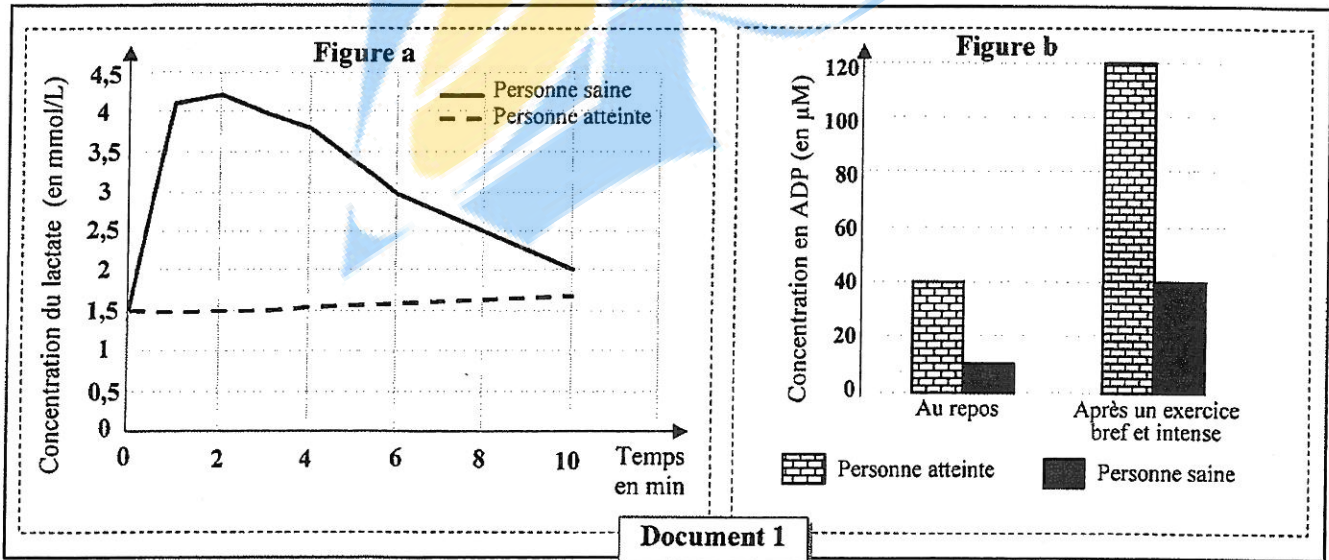 Figure a
Concentration du lactate (en mmol/L)
4,5
4
3,5
3
2,5
2
1,5
1
0,5
0
Personne saine
Personne atteinte
0 2 4 6 8 10
Temps
en min
Figure b
Concentration en ADP (en µM)
120
100
80
60
40
20
0
Au repos
Après un exercice
bref et intense
Personne atteinte
Personne saine
Document 1